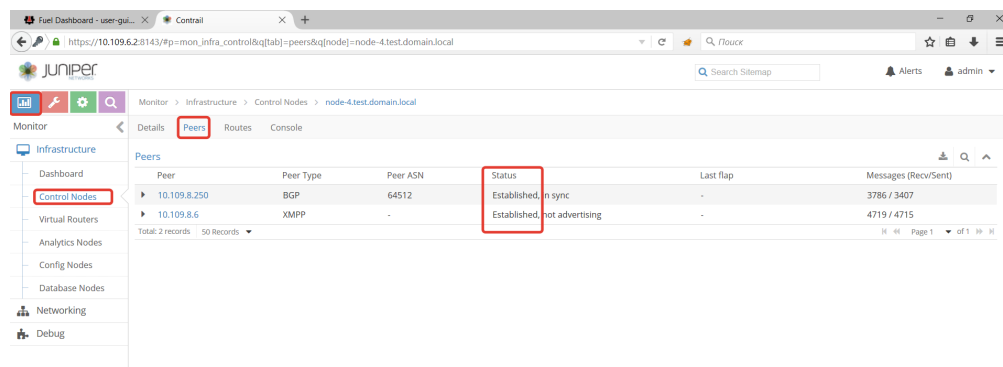 Fuel Dashboard - user-gui... Contrail
https://10.109.6.2:8143/#p=mon_infra_control&q[tab]=peers&q[node]=node-4.test.domain.local Поиск
JUNIPER Search Sitemap Alerts admin
NETWORKS
Monitor > Infrastructure > Control Nodes > node-4.test.domain.local
Monitor Details Peers Routes Console
Infrastructure
Peers
Dashboard
Control Nodes
Virtual Routers
Analytics Nodes
Config Nodes
Database Nodes
Networking
Debug
Peer Peer Type Peer ASN Status Last flap Messages (Recv/Sent)
10.109.8.250 BGP 64512 Established, in sync - 3786 / 3407
10.109.8.6 XMPP - Established, not advertising - 4719 / 4715
Total: 2 records 50 Records Page 1 of 1